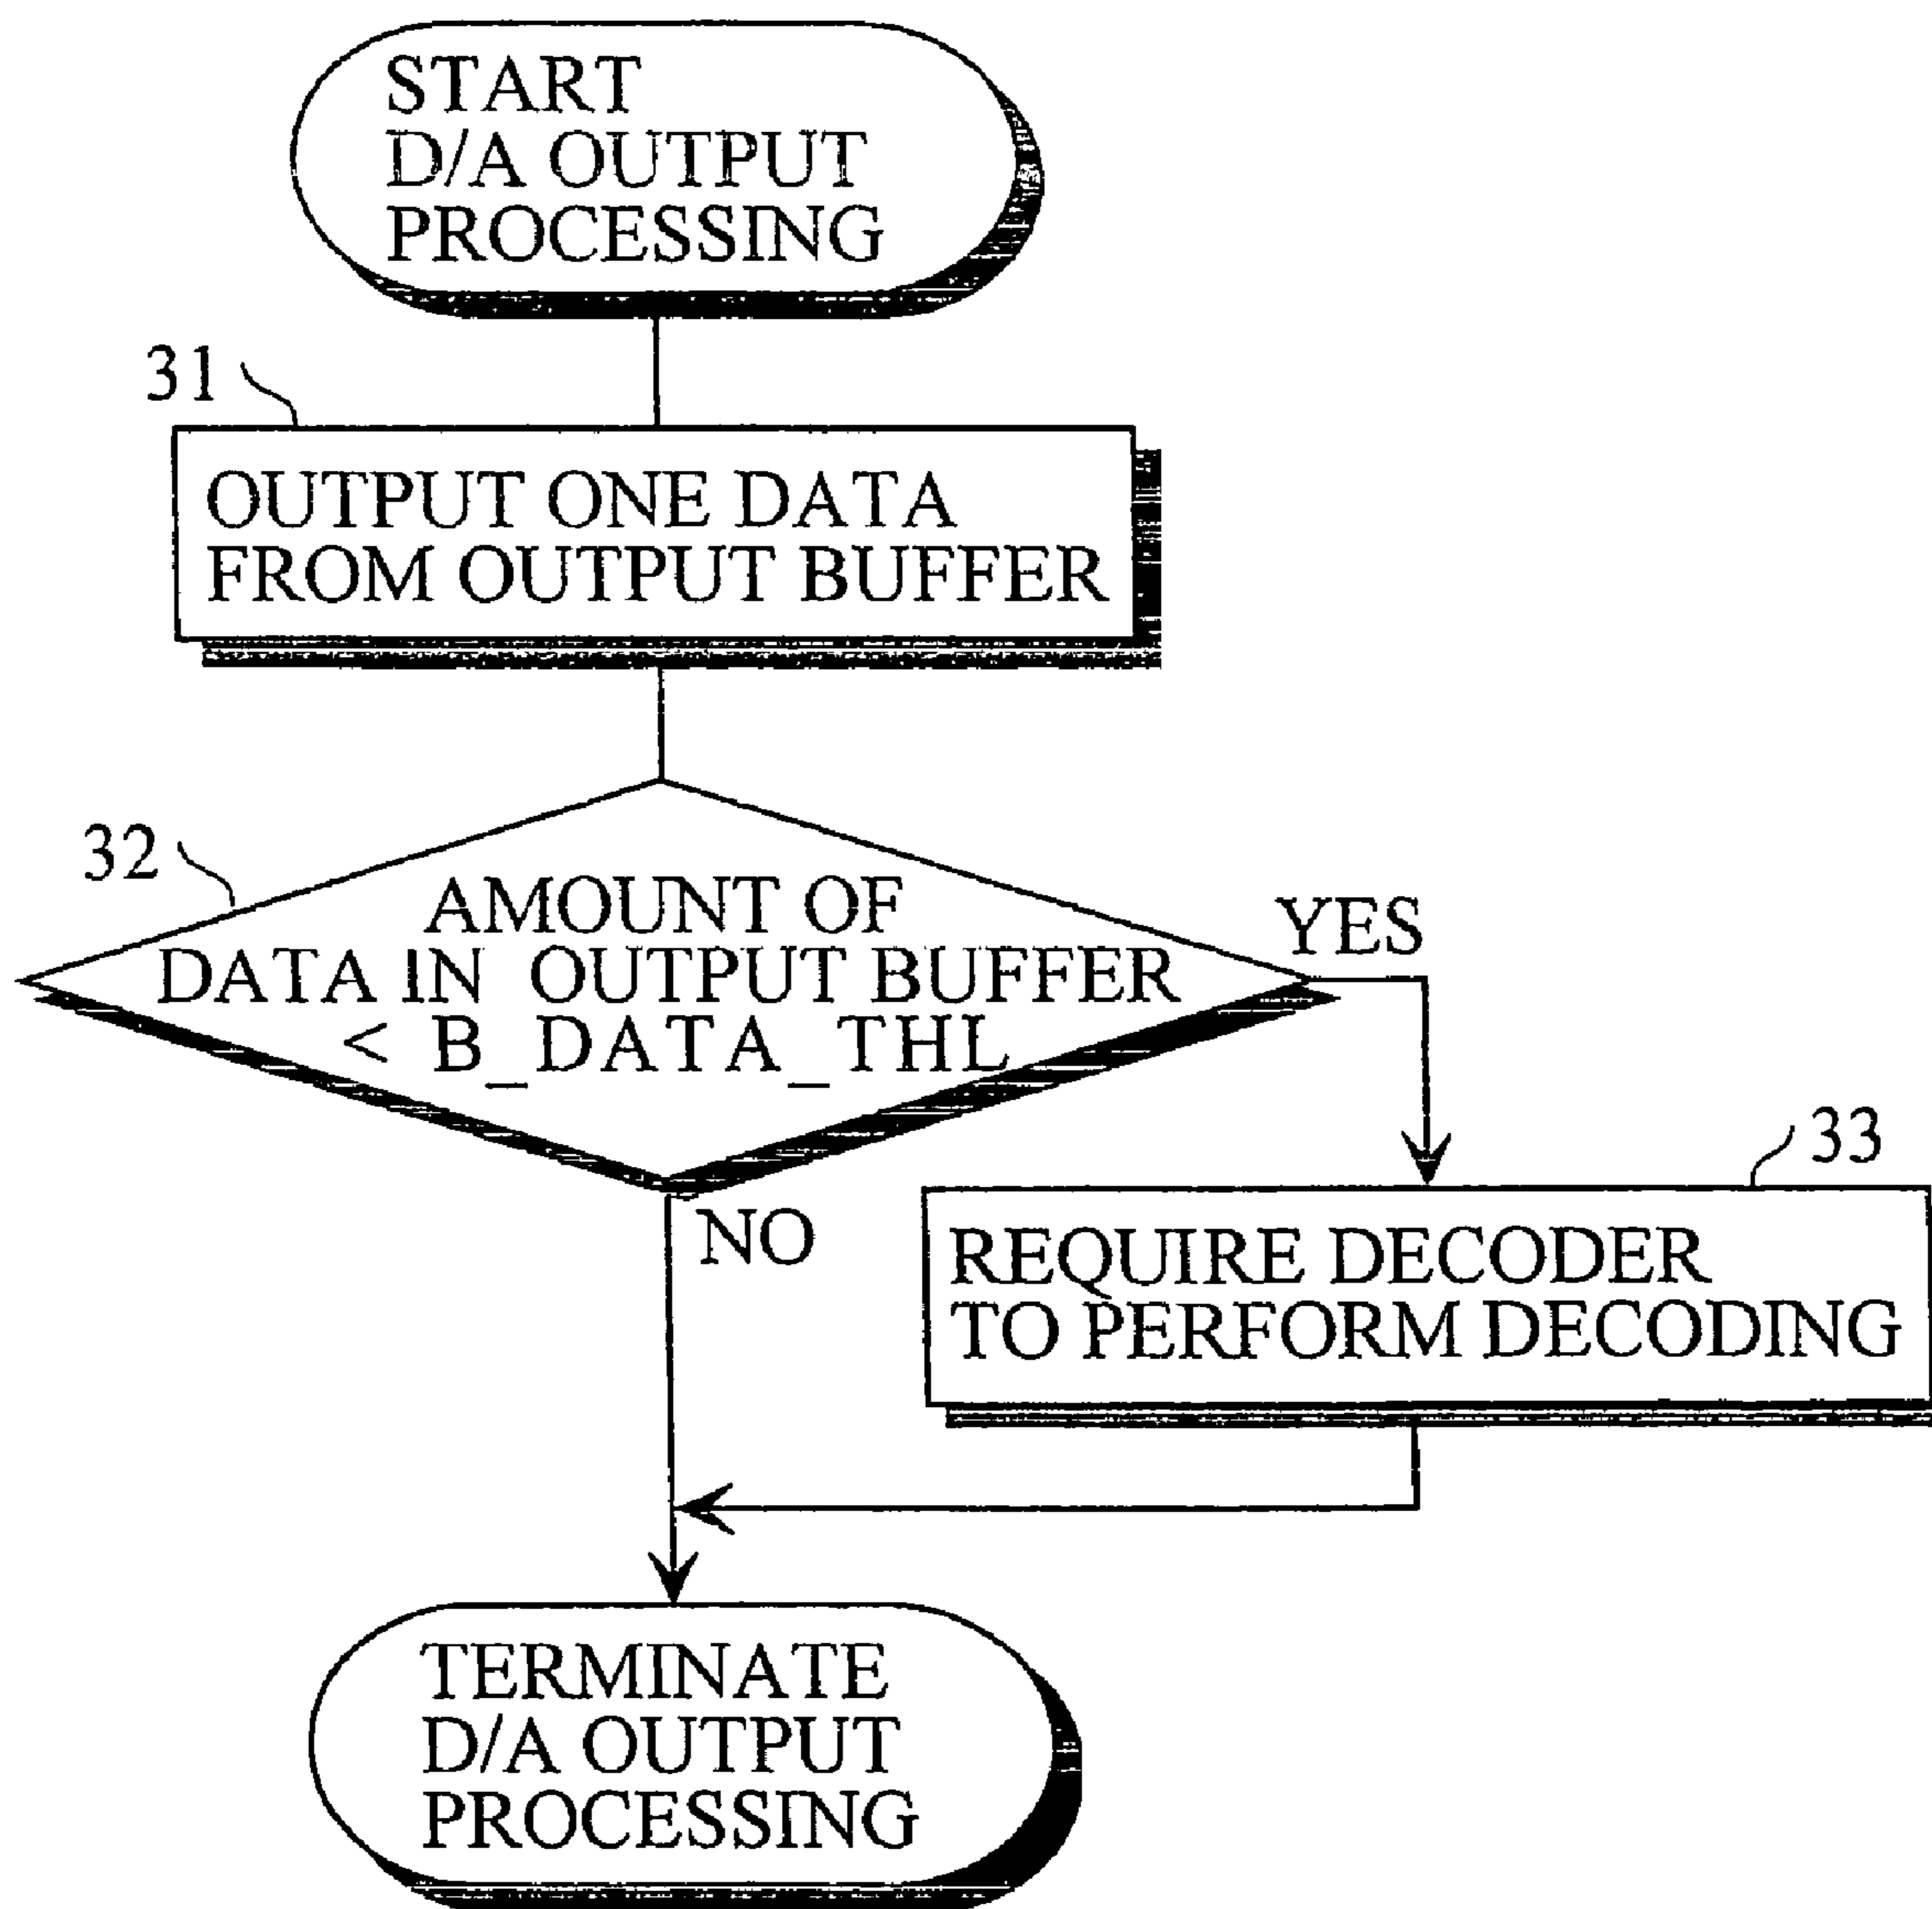 START
D/A OUTPUT
PROCESSING
31
OUTPUT ONE DATA
FROM OUTPUT BUFFER
32
AMOUNT OF
DATA IN OUTPUT BUFFER
< B_DATA_THL
YES
NO
33
REQUIRE DECODER
TO PERFORM DECODING
TERMINATE
D/A OUTPUT
PROCESSING